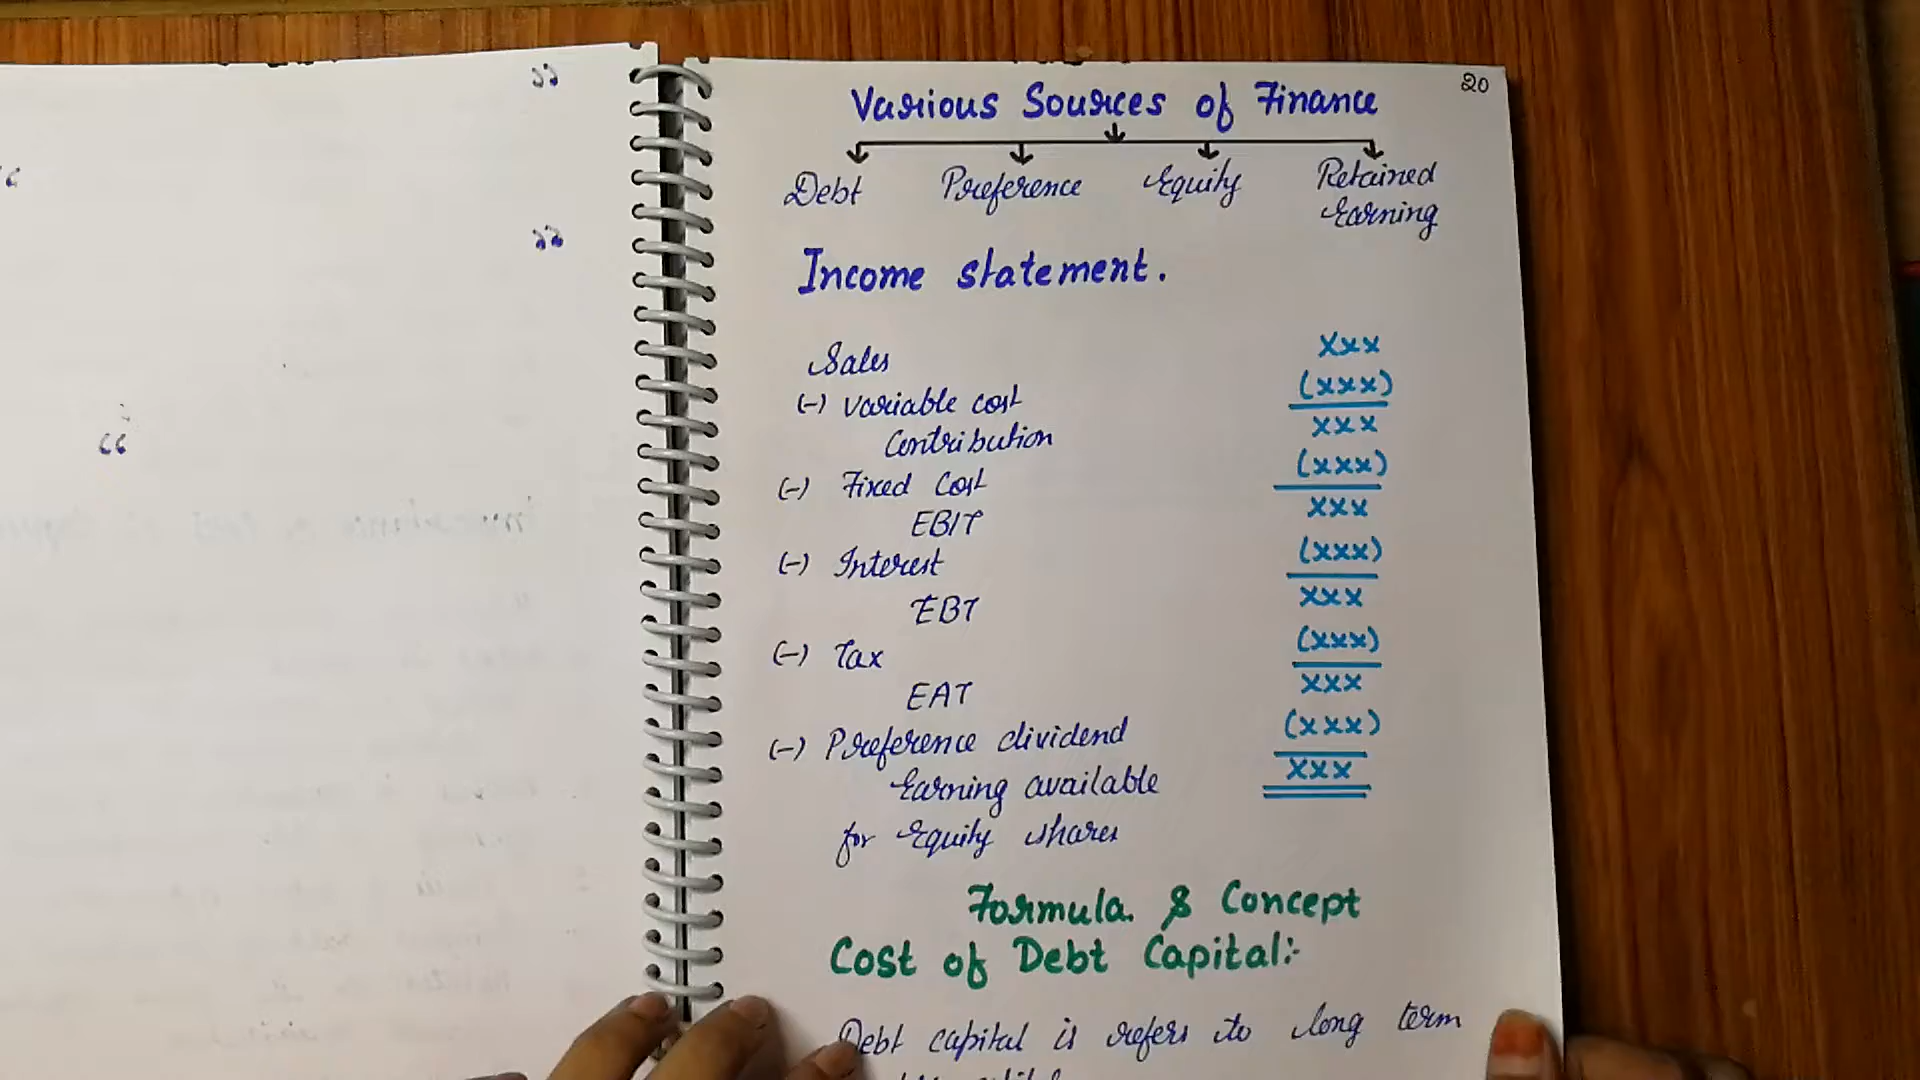 20
Various Sources of Finance
Debt Preference Equity Retained Earning
Income statement.
Sales xxx
(-) variable cost (xxx)
Contribution xxx
(-) Fixed Cost (xxx)
EBIT xxx
(-) Interest (xxx)
EBT xxx
(-) Tax (xxx)
EAT xxx
(-) Preference dividend (xxx)
Earning available xxx
for Equity shares
Formula & Concept
Cost of Debt Capital:-
Debt capital is refers to long term